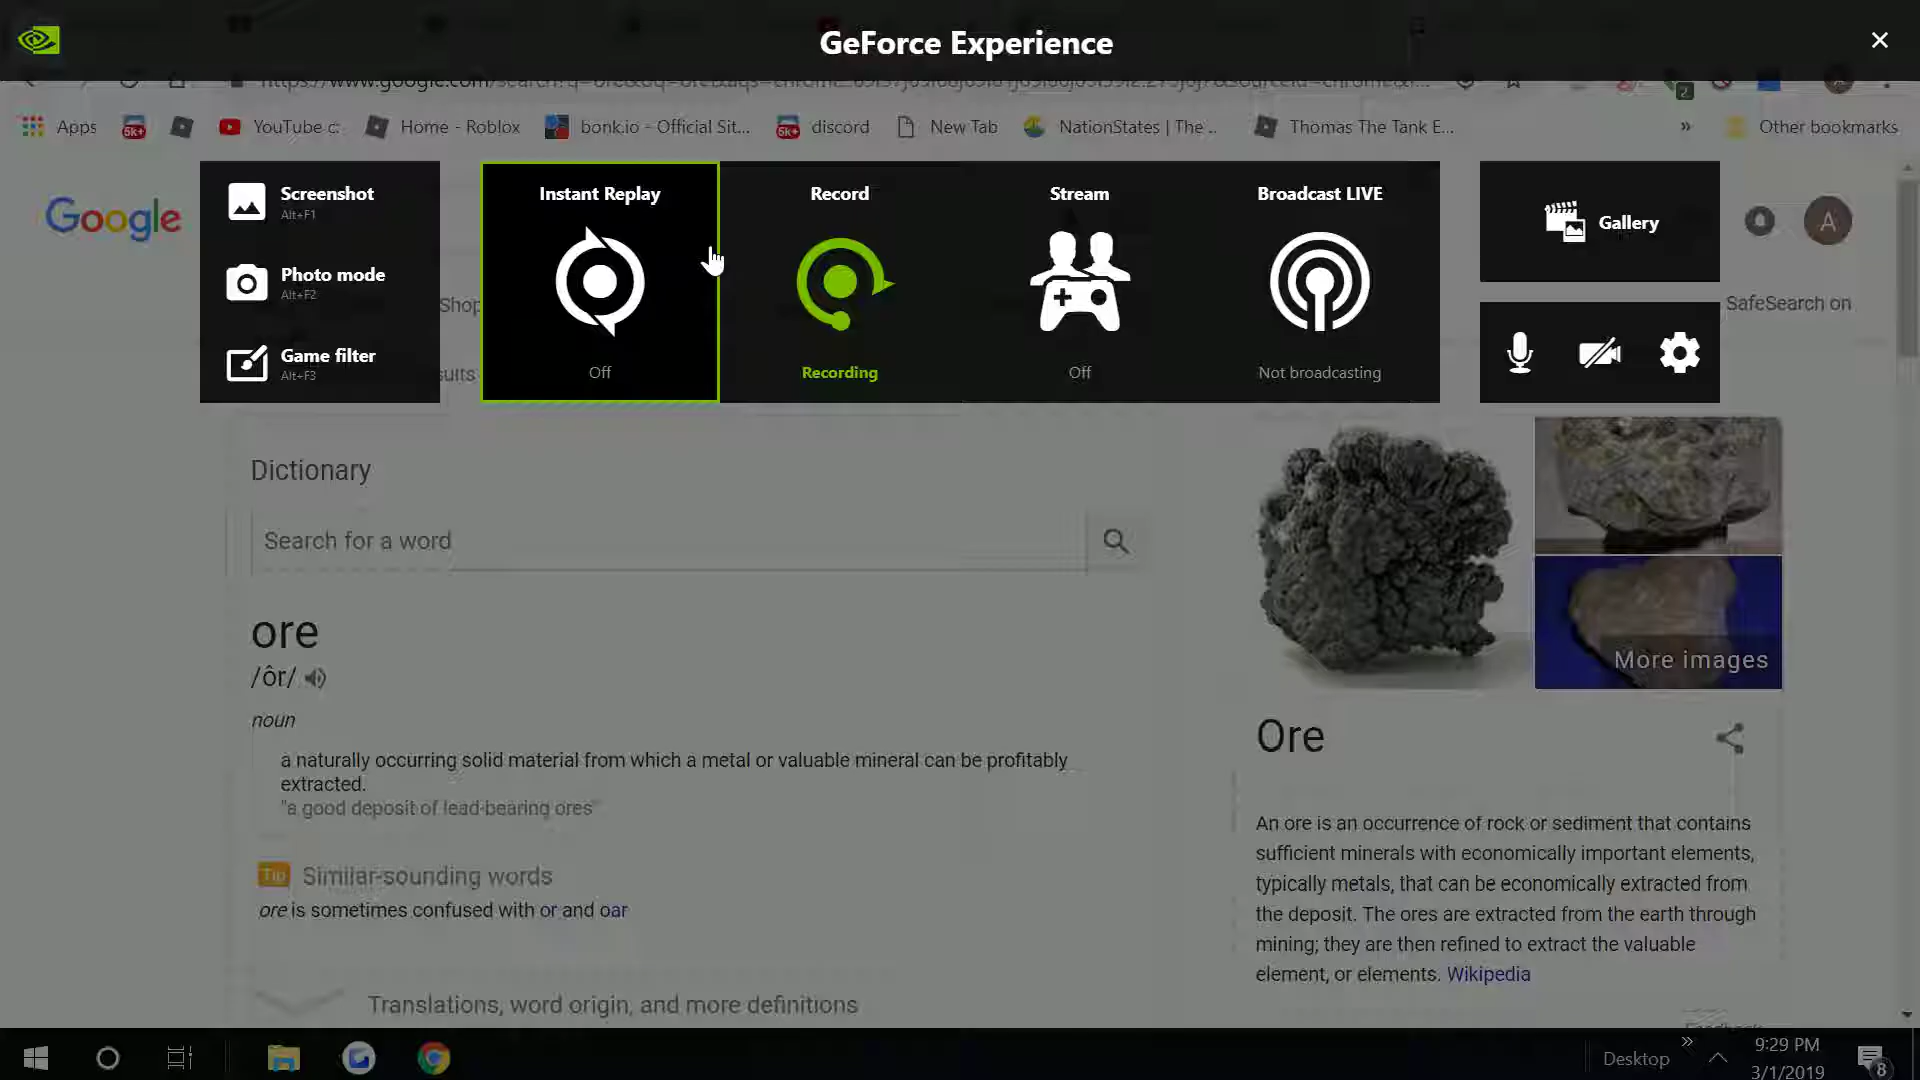 GeForce Experience
Apps
5k+
YouTube c:
Home - Roblox
bonk.io - Official Sit...
5k+
discord
New Tab
NationStates | The ..
Thomas The Tank E...
»
Other bookmarks
2
Google
Screenshot
Alt+F1
Photo mode
Alt+F2
Game filter
Alt+F3
Instant Replay
Off
Record
Recording
Stream
Off
Broadcast LIVE
Not broadcasting
Gallery
A
Shop
SafeSearch on
Dictionary
Search for a word
ore
/ôr/
noun
a naturally occurring solid material from which a metal or valuable mineral can be profitably
extracted.
"a good deposit of lead-bearing ores"
Tip
Similar-sounding words
ore is sometimes confused with or and oar
Translations, word origin, and more definitions
More images
Ore
An ore is an occurrence of rock or sediment that contains
sufficient minerals with economically important elements,
typically metals, that can be economically extracted from
the deposit. The ores are extracted from the earth through
mining; they are then refined to extract the valuable
element, or elements. Wikipedia
Desktop
»
9:29 PM
3/1/2019
8